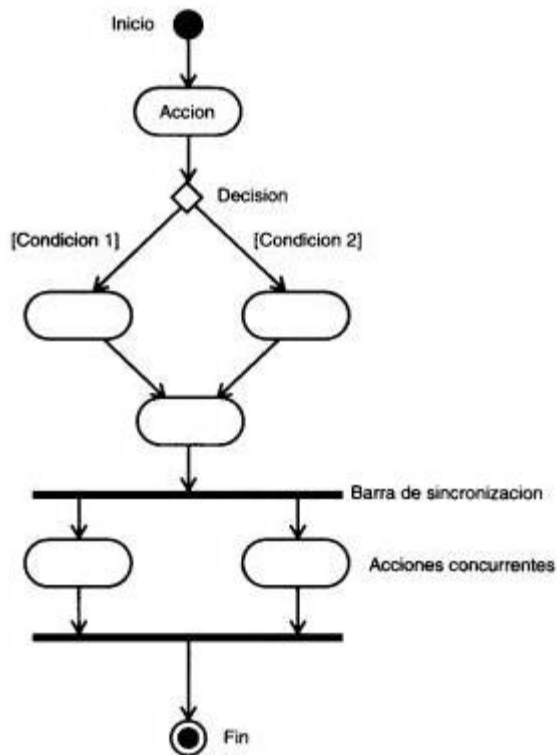 Inicio
Accion
Decision
[Condicion 1]
[Condicion 2]
Barra de sincronizacion
Acciones concurrentes
Fin